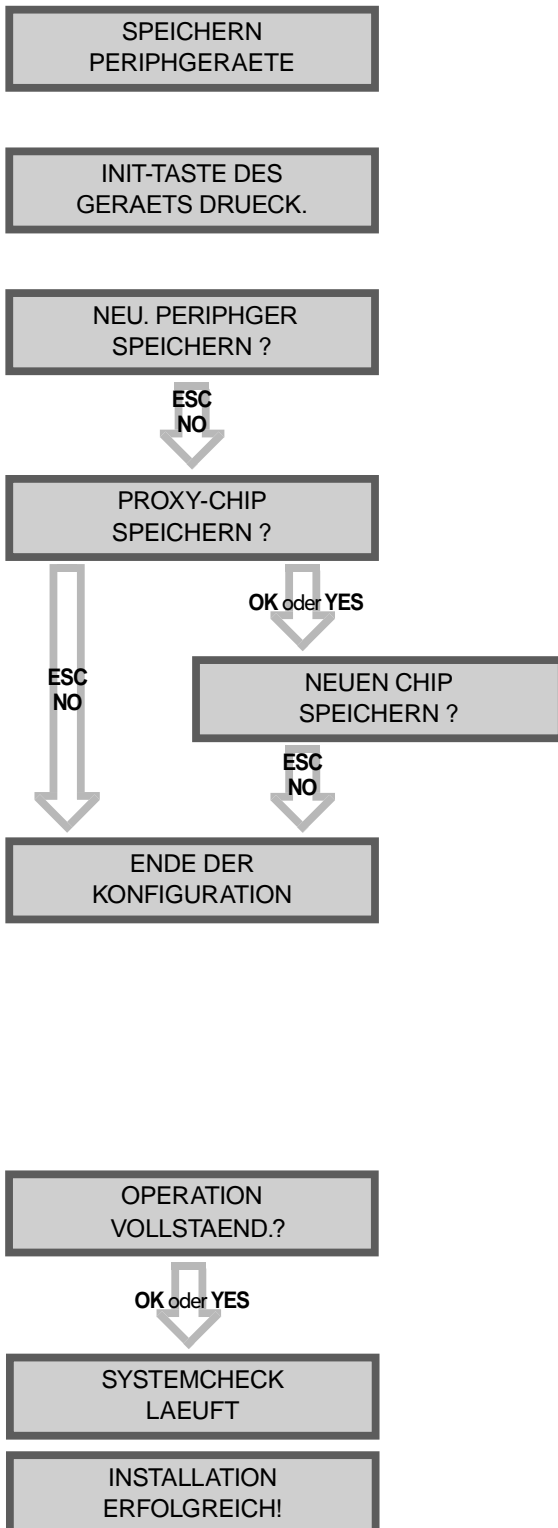 SPEICHERN
PERIPHGERAETE
INIT-TASTE DES
GERAETS DRUECK.
NEU. PERIPHGER
SPEICHERN ?
ESC
NO
PROXY-CHIP
SPEICHERN ?
OK oder YES
ESC
NO
NEUEN CHIP
SPEICHERN ?
ESC
NO
ENDE DER
KONFIGURATION
OPERATION
VOLLSTAEND.?
OK oder YES
SYSTEMCHECK
LAEUFT
INSTALLATION
ERFOLGREICH!